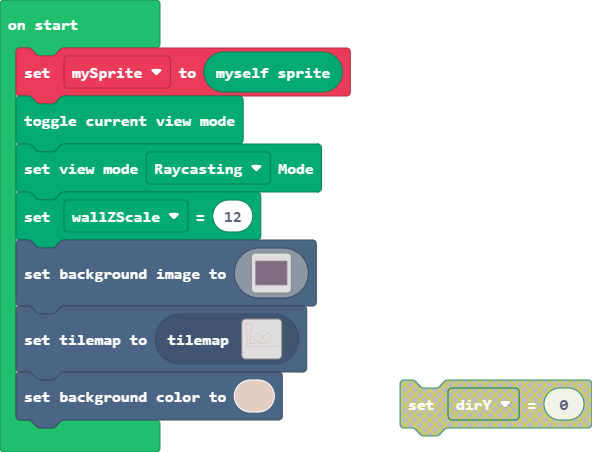 on start
set mySprite to myself sprite
toggle current view mode
set view mode Raycasting Mode
set wallZScale = 12
set background image to
set tilemap to tilemap
set background color to
set dirY = 0